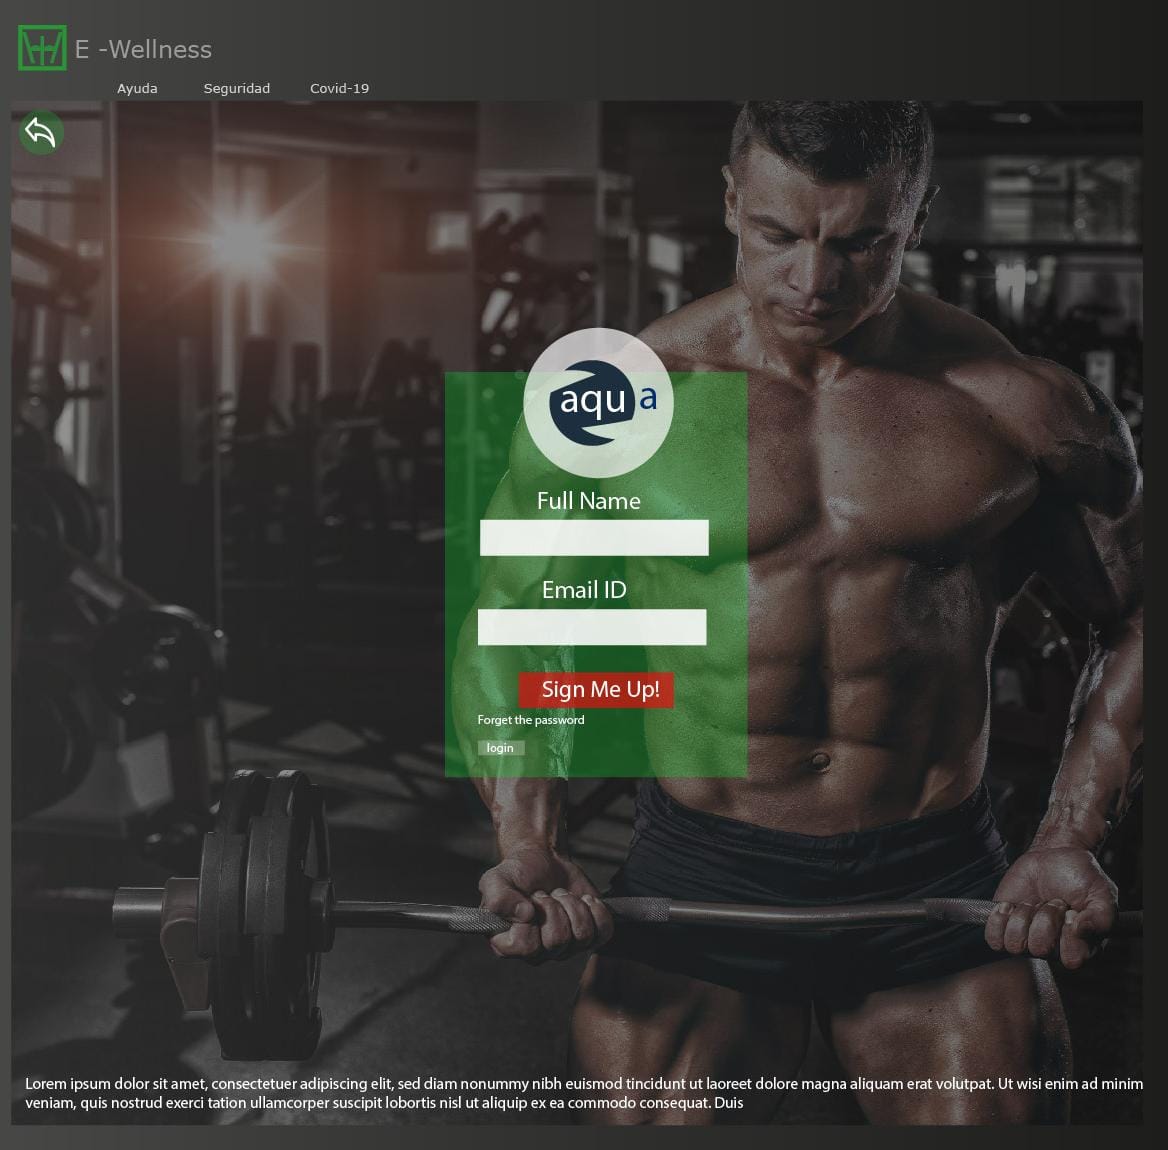 E -Wellness
Ayuda Seguridad Covid-19
aqua
Full Name
Email ID
Sign Me Up!
Forget the password
login
Lorem ipsum dolor sit amet, consectetuer adipiscing elit, sed diam nonummy nibh euismod tincidunt ut laoreet dolore magna aliquam erat volutpat. Ut wisi enim ad minim
veniam, quis nostrud exerci tation ullamcorper suscipit lobortis nisl ut aliquip ex ea commodo consequat. Duis